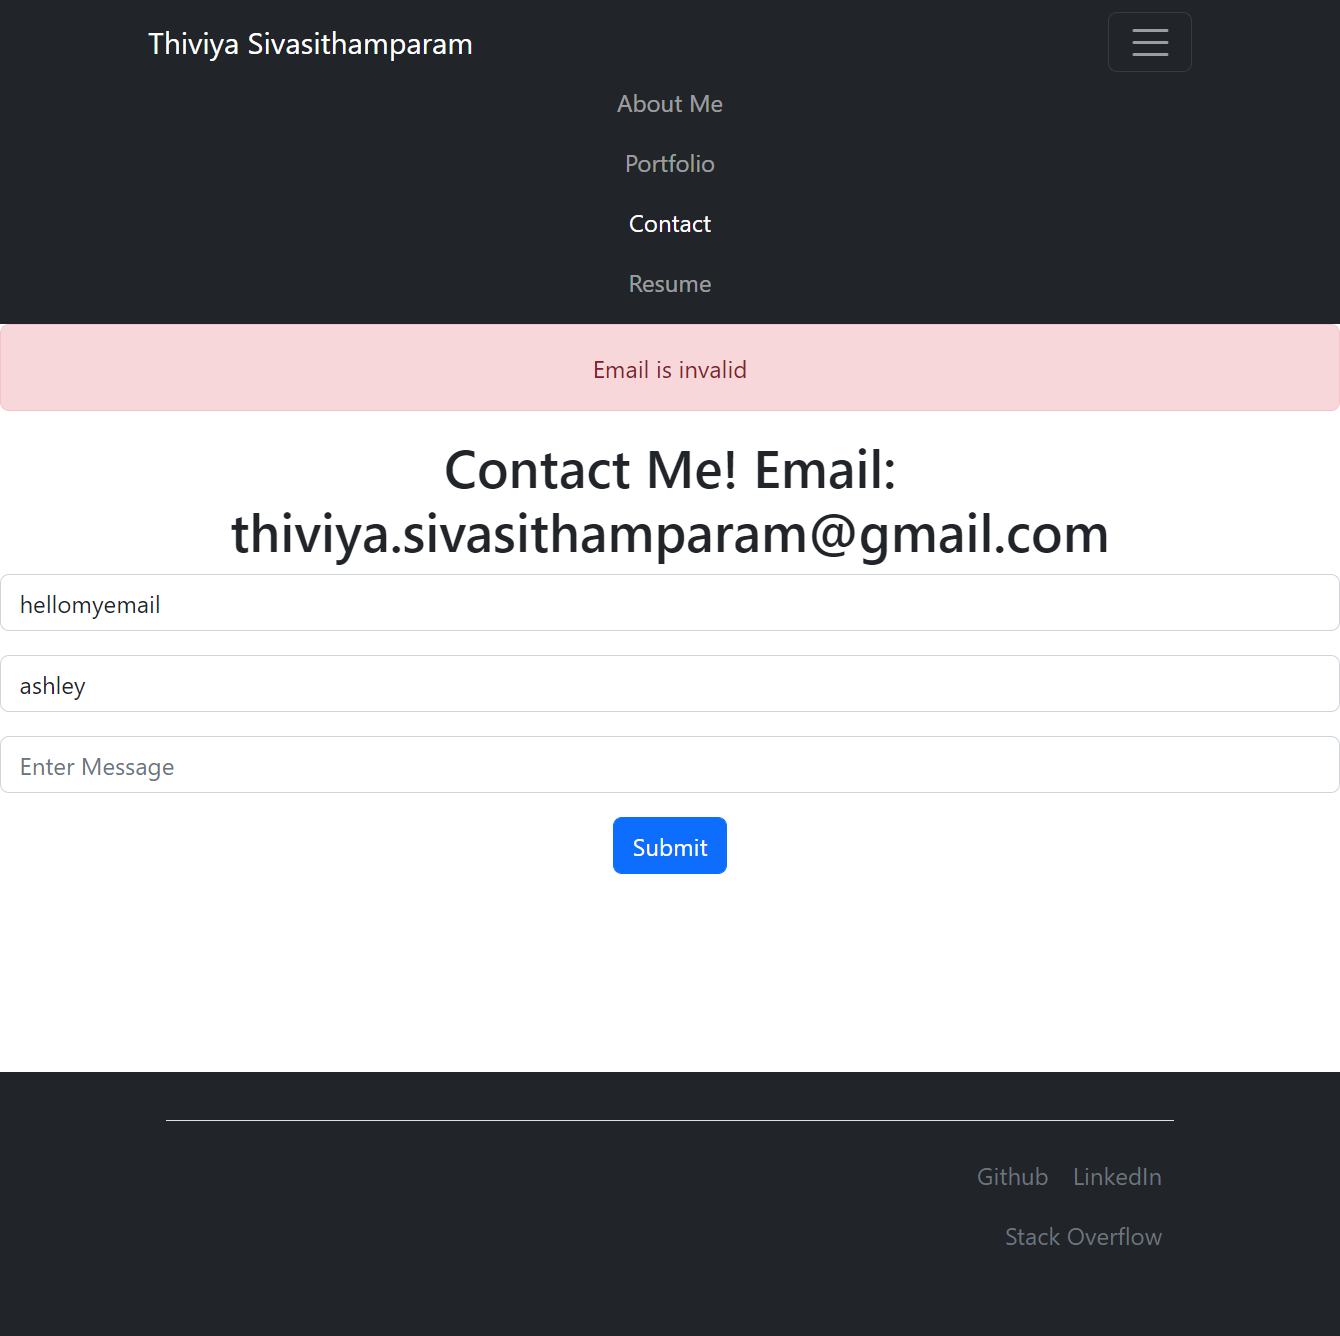 Thiviya Sivasithamparam
About Me
Portfolio
Contact
Resume
Email is invalid
Contact Me! Email:
thiviya.sivasithamparam@gmail.com
hellomyemail
ashley
Enter Message
Submit
Github LinkedIn
Stack Overflow